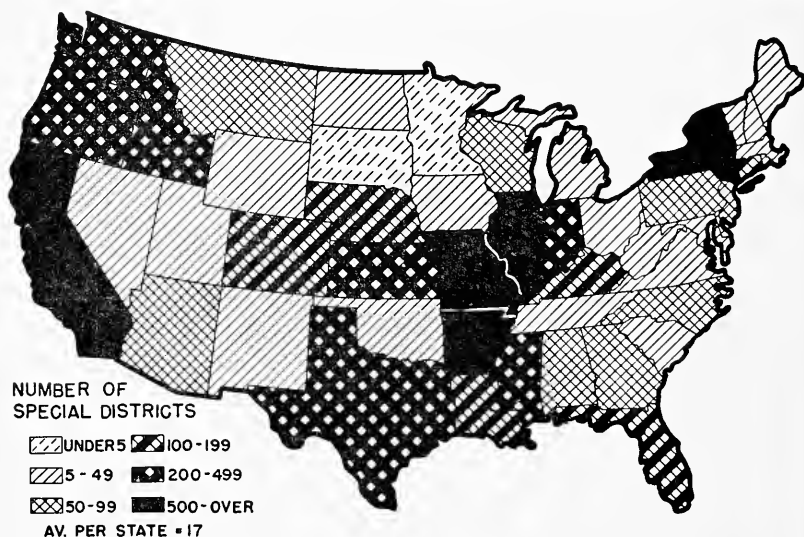 NUMBER OF
SPECIAL DISTRICTS
UNDER 5 100-199
5-49 200-499
50-99 500-OVER
AV. PER STATE = 17